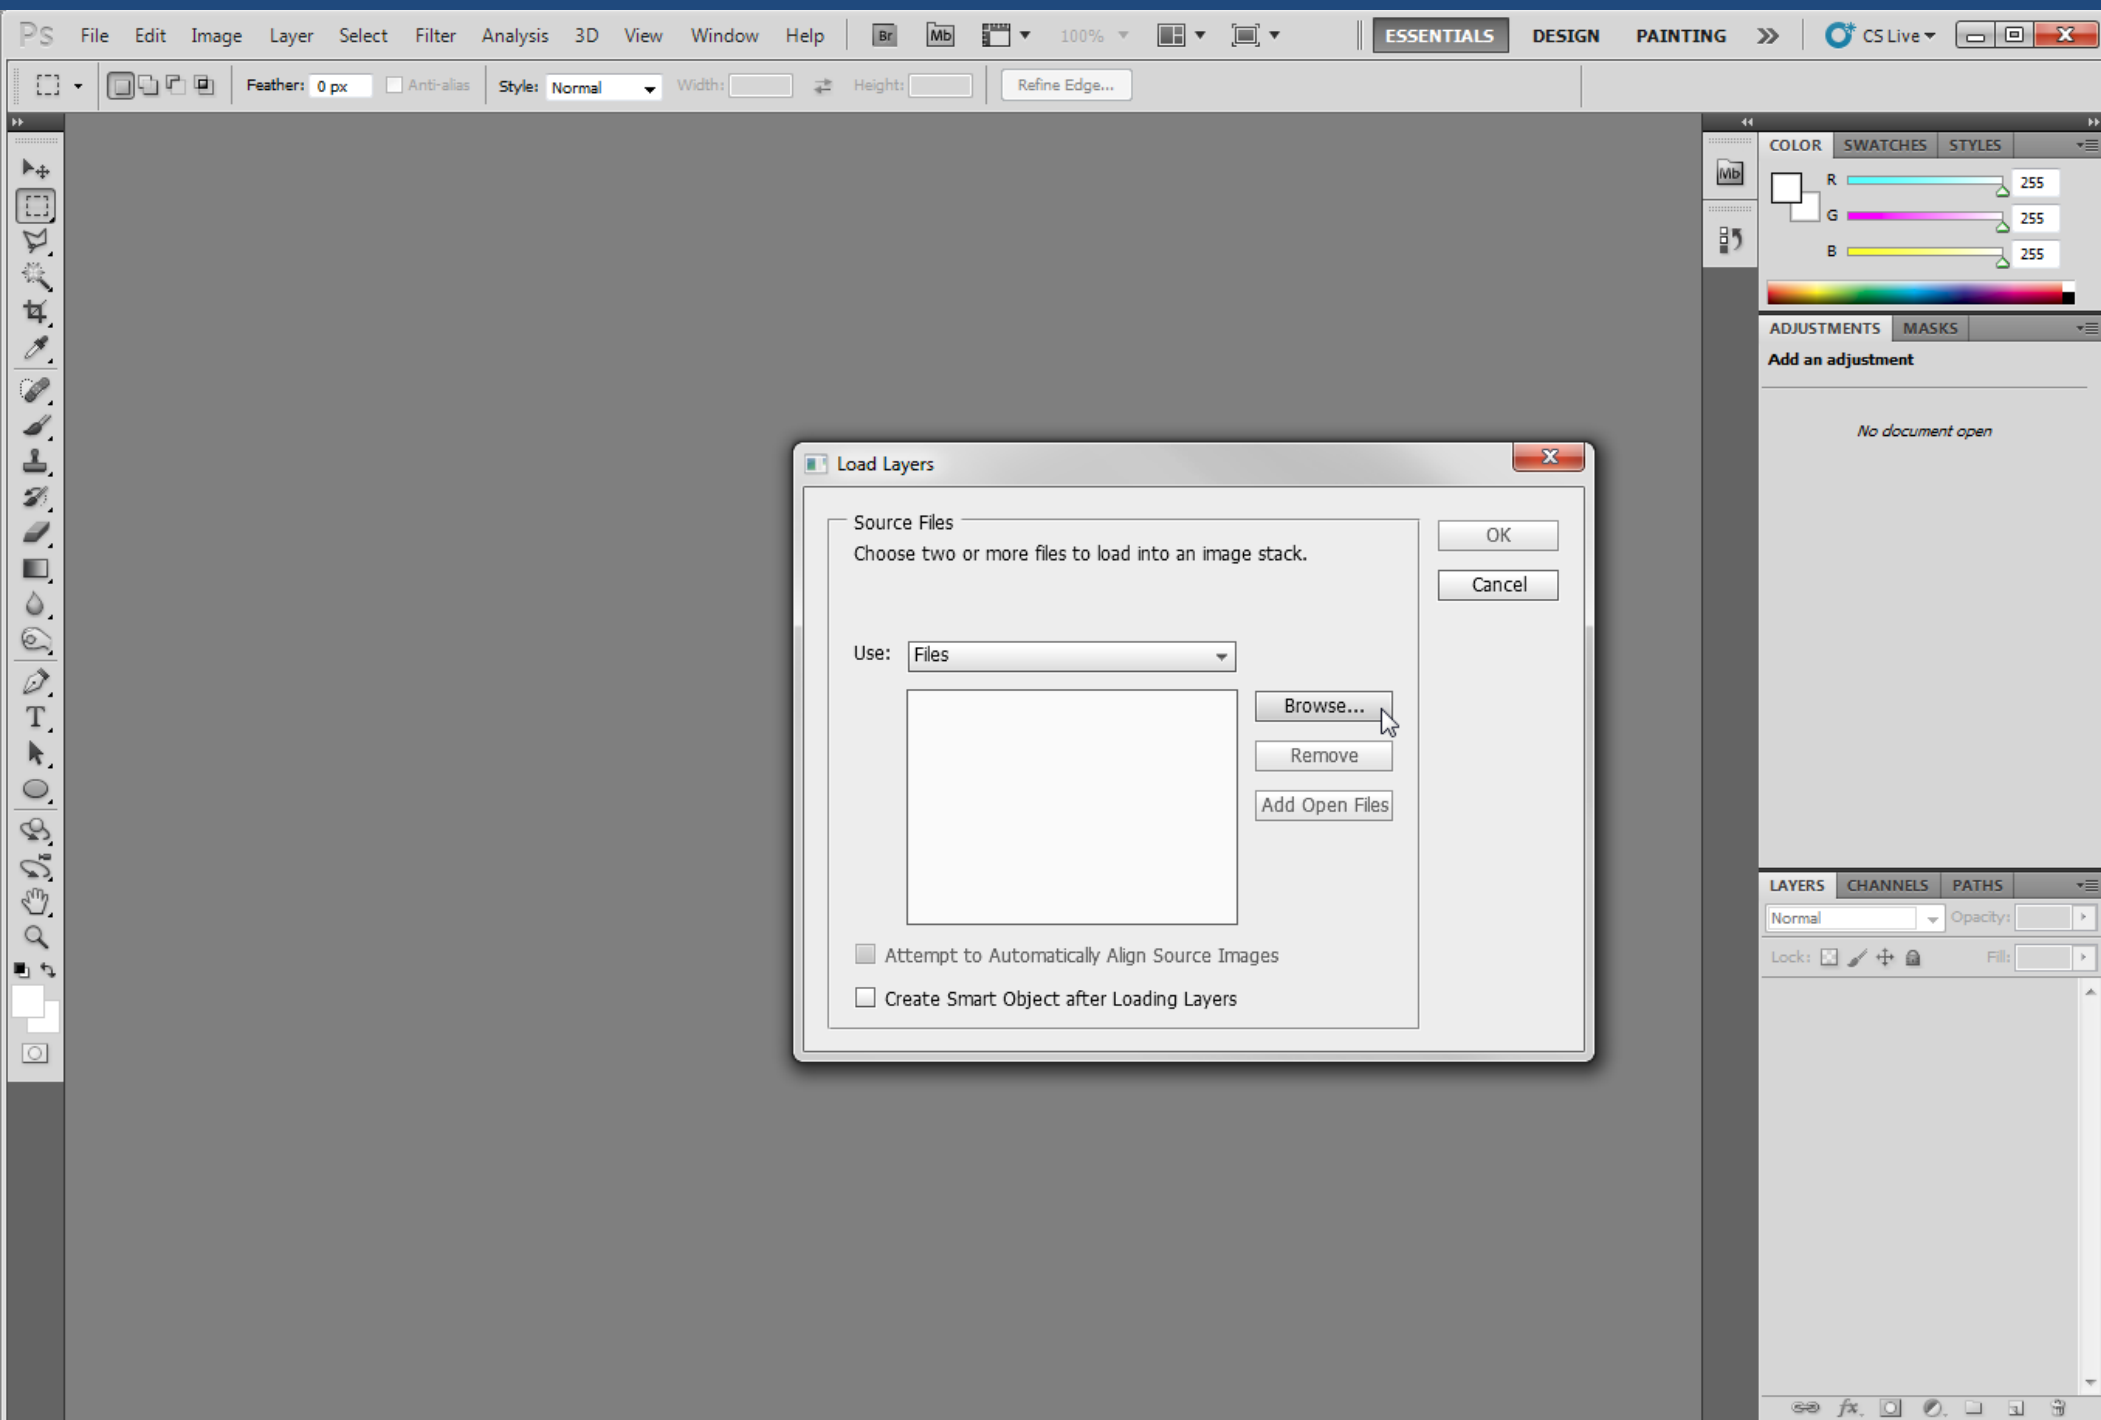 Ps File Edit Image Layer Select Filter Analysis 3D View Window Help Br Mb 100% ESSENTIALS DESIGN PAINTING CS Live
Feather: 0 px Anti-alias Style: Normal Width: Height: Refine Edge...
COLOR SWATCHES STYLES
Mb
R 255
G 255
B 255
ADJUSTMENTS MASKS
Add an adjustment
No document open
Load Layers
Source Files
Choose two or more files to load into an image stack.
OK
Cancel
Use: Files
Browse...
Remove
Add Open Files
Attempt to Automatically Align Source Images
Create Smart Object after Loading Layers
T
LAYERS CHANNELS PATHS
Normal Opacity:
Lock: Fill:
fx